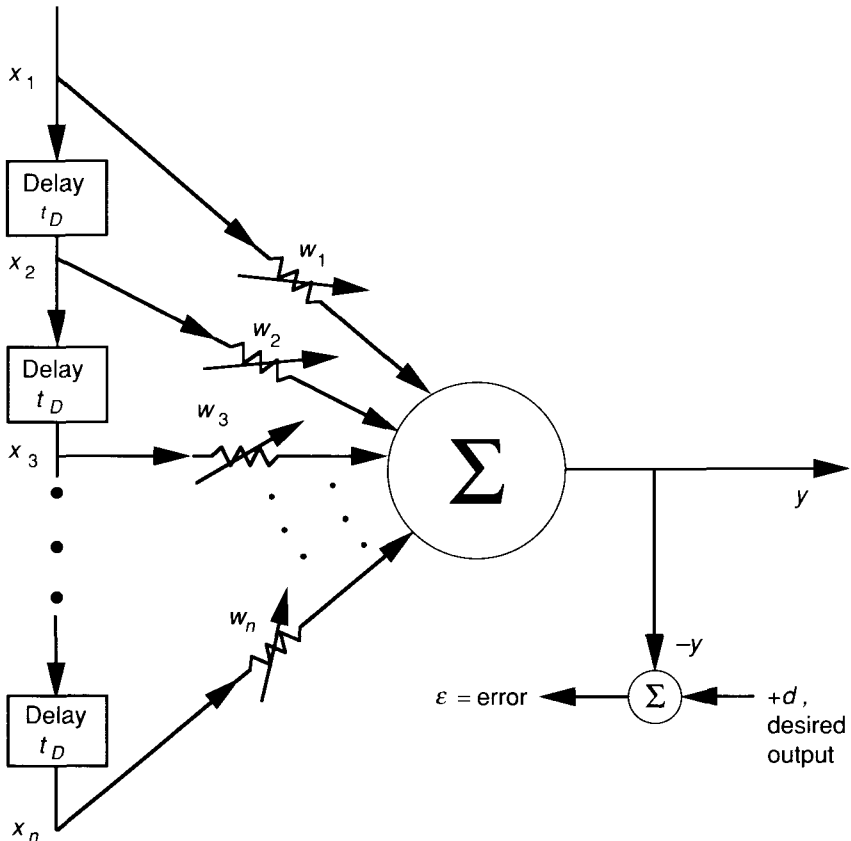 x1
Delay
tD
w1
x2
w2
Delay
tD
w3
x3
Σ
y
wn
−y
ε = error
Σ
+d ,
desired
output
Delay
tD
xn